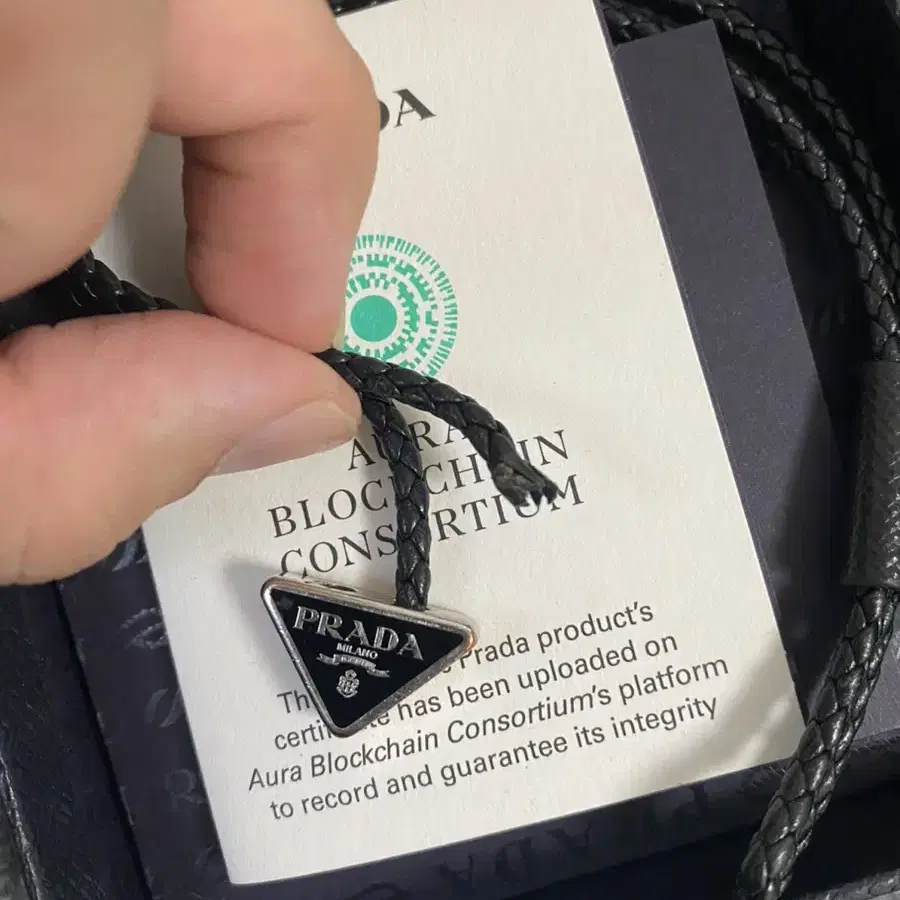 DA
AURA
BLOCKCHAIN
CONSORTIUM
PRADA
MILANO
Prada product's
has been uploaded on
Aura Blockchain Consortium's platform
to record and guarantee its integrity